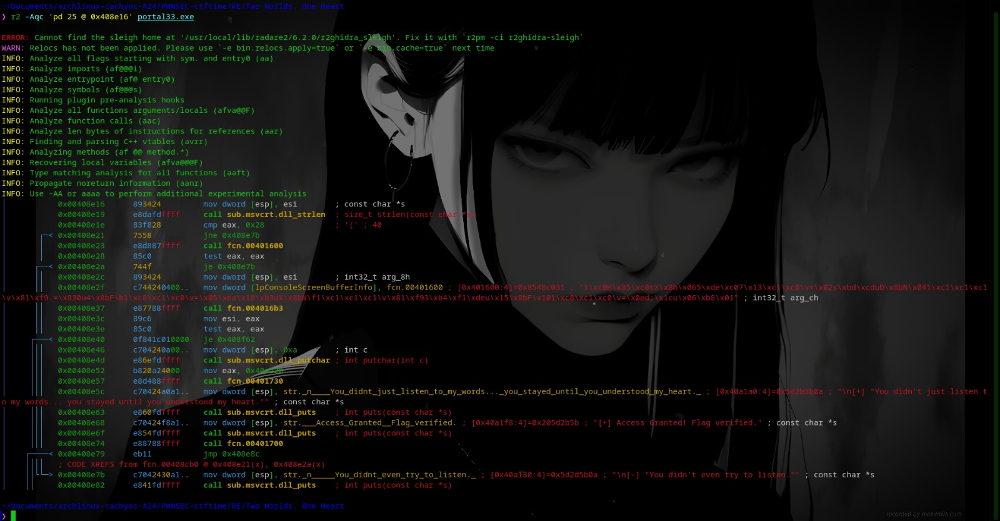 ~/Documents/archlinux-cachyos-A24/PWNSEC-ctftime/RE/Two Worlds, One Heart
❯ r2 -Aqc 'pd 25 @ 0x408e16' portal33.exe
ERROR: Cannot find the sleigh home at '/usr/local/lib/radare2/6.2.0/r2ghidra_sleigh'. Fix it with `r2pm -ci r2ghidra-sleigh`
WARN: Relocs has not been applied. Please use `-e bin.relocs.apply=true` or `-e bin.cache=true` next time
INFO: Analyze all flags starting with sym. and entry0 (aa)
INFO: Analyze imports (af@@@i)
INFO: Analyze entrypoint (af@ entry0)
INFO: Analyze symbols (af@@@s)
INFO: Running plugin pre-analysis hooks
INFO: Analyze all functions arguments/locals (afva@@F)
INFO: Analyze function calls (aac)
INFO: Analyze len bytes of instructions for references (aar)
INFO: Finding and parsing C++ vtables (avrr)
INFO: Analyzing methods (af @@ method.*)
INFO: Recovering local variables (afva@@@F)
INFO: Type matching analysis for all functions (aaft)
INFO: Propagate noreturn information (aanr)
INFO: Use -AA or aaaa to perform additional experimental analysis
0x00408e16 893424 mov dword [esp], esi ; const char *s
0x00408e19 e8dafdffff call sub.msvcrt.dll_strlen ; size_t strlen(const char *s)
0x00408e1e 83f828 cmp eax, 0x28 ; '(' ; 40
0x00408e21 7558 jne 0x408e7b
0x00408e23 e8d887ffff call fcn.00401600
0x00408e28 85c0 test eax, eax
0x00408e2a 744f je 0x408e7b
0x00408e2c 893424 mov dword [esp], esi ; int32_t arg_8h
0x00408e2f c744240400.. mov dword [lpConsoleScreenBufferInfo], fcn.00401600 ; [0x401600:4]=0x8548c031 ; "1\xc0H\x85\xc0tX\x8b\x065\xde\xc07\x13\xc1\xc0\v=\x02s\xbd\xcduD\x8bN\x041\xc1\xc1\xc1
\v\x81\xf9.=\x830u4\x8bF\b1\xc8\xc1\xc0\v=\x05\xea\x10\xb3u%\x8bN\f1\xc1\xc1\xc1\v\x81\xf93\xb4\xf1\xdeu\x15\x8bF\x101\xc8\xc1\xc0\v=\x0ed;\x1cu\x06\xb8\x01" ; int32_t arg_ch
0x00408e37 e87788ffff call fcn.004016b3
0x00408e3c 89c6 mov esi, eax
0x00408e3e 85c0 test eax, eax
0x00408e40 0f841c010000 je 0x408f62
0x00408e46 c704240a00.. mov dword [esp], 0xa ; int c
0x00408e4d e86efdffff call sub.msvcrt.dll_putchar ; int putchar(int c)
0x00408e52 b820a24000 mov eax, 0x40a220
0x00408e57 e8d488ffff call fcn.00401730
0x00408e5c c70424a0a1.. mov dword [esp], str._n____You_didnt_just_listen_to_my_words..._you_stayed_until_you_understood_my_heart._ ; [0x40a1a0:4]=0x5d2b5b0a ; "\n[+] "You didn't just listen t
o my words... you stayed until you understood my heart."" ; const char *s
0x00408e63 e860fdffff call sub.msvcrt.dll_puts ; int puts(const char *s)
0x00408e68 c70424f8a1.. mov dword [esp], str.___Access_Granted__Flag_verified. ; [0x40a1f8:4]=0x205d2b5b ; "[+] Access Granted! Flag verified." ; const char *s
0x00408e6f e854fdffff call sub.msvcrt.dll_puts ; int puts(const char *s)
0x00408e74 e88788ffff call fcn.00401700
0x00408e79 eb11 jmp 0x408e8c
; CODE XREFS from fcn.00408cb0 @ 0x408e21(x), 0x408e2a(x)
0x00408e7b c7042430a1.. mov dword [esp], str._n_____You_didnt_even_try_to_listen._ ; [0x40a130:4]=0x5d2d5b0a ; "\n[-] "You didn't even try to listen."" ; const char *s
0x00408e82 e841fdffff call sub.msvcrt.dll_puts ; int puts(const char *s)
~/Documents/archlinux-cachyos-A24/PWNSEC-ctftime/RE/Two Worlds, One Heart
❯
recorded by